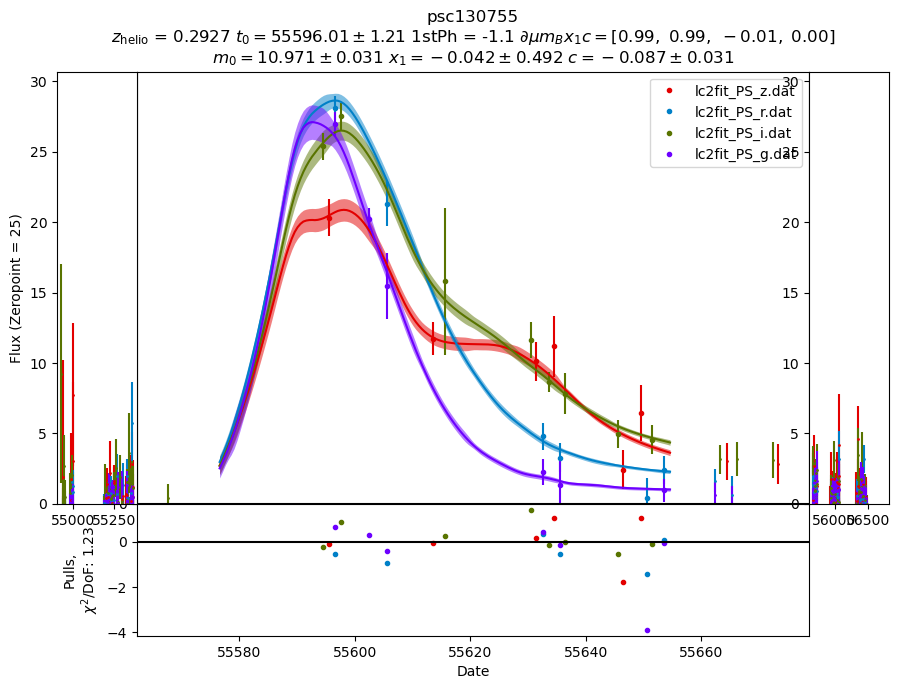 psc130755
z_helio = 0.2927 t_0 = 55596.01 ± 1.21 1stPh = -1.1 ∂μm_Bx_1c = [0.99, 0.99, −0.01, 0.00]
m_0 = 10.971 ± 0.031 x_1 = −0.042 ± 0.492 c = −0.087 ± 0.031
lc2fit_PS_z.dat
lc2fit_PS_r.dat
lc2fit_PS_i.dat
lc2fit_PS_g.dat
Flux (Zeropoint = 25)
30
25
20
15
10
5
0
25
20
15
10
5
0
55000 55250
56000 56500
Pulls,
χ²/DoF: 1.23
0
−2
−4
55580 55600 55620 55640 55660
Date